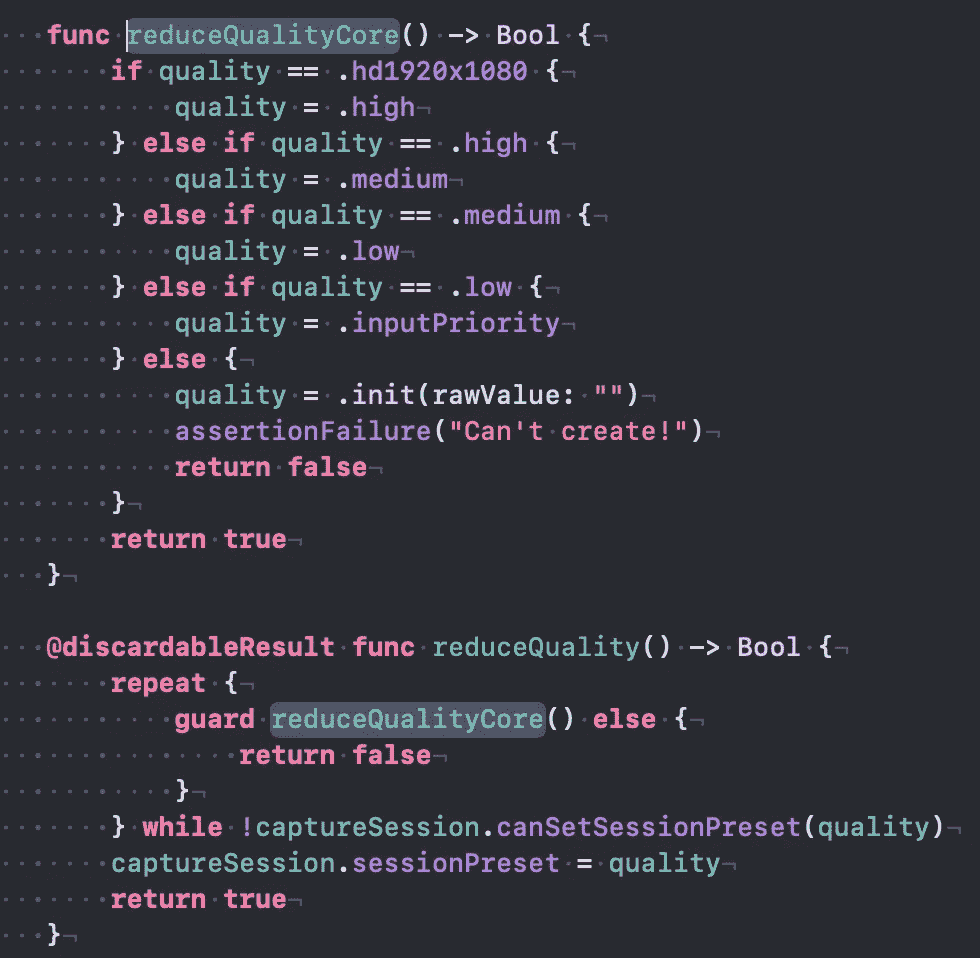 func reduceQualityCore() -> Bool {
if quality == .hd1920x1080 {
quality = .high
} else if quality == .high {
quality = .medium
} else if quality == .medium {
quality = .low
} else if quality == .low {
quality = .inputPriority
} else {
quality = .init(rawValue: "")
assertionFailure("Can't create!")
return false
}
return true
}
@discardableResult func reduceQuality() -> Bool {
repeat {
guard reduceQualityCore() else {
return false
}
} while !captureSession.canSetSessionPreset(quality)
captureSession.sessionPreset = quality
return true
}